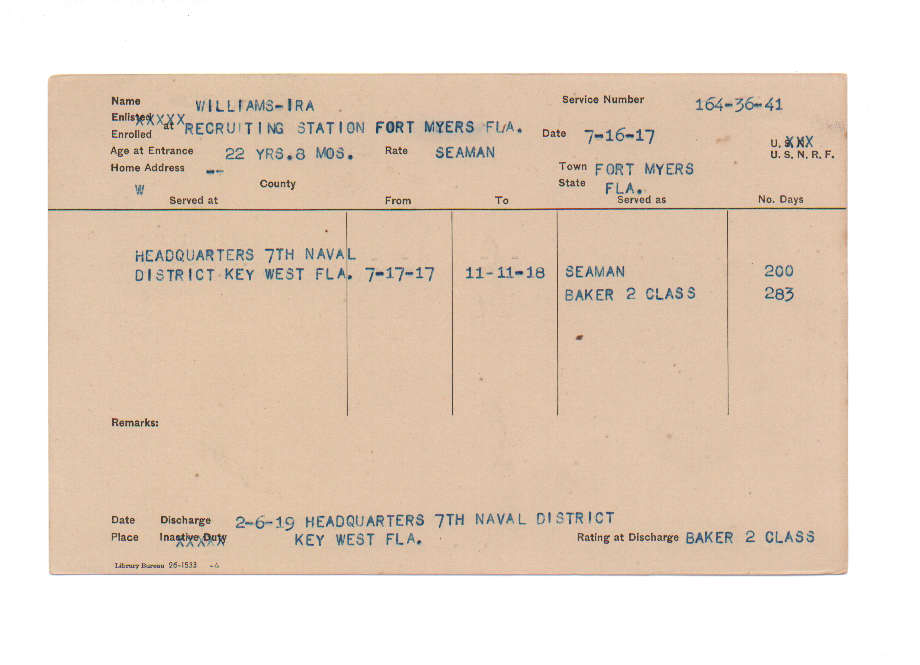 Name WILLIAMS-IRA Service Number 164-36-41
Enlisted XXXXX
Enrolled at RECRUITING STATION FORT MYERS FLA. Date 7-16-17 U. S. N.
XXX
Age at Entrance 22 YRS.8 MOS. Rate SEAMAN U. S. N. R. F.
Home Address -- Town FORT MYERS
W County State FLA.
Served at From To Served as No. Days
HEADQUARTERS 7TH NAVAL
DISTRICT KEY WEST FLA. 7-17-17 11-11-18 SEAMAN 200
BAKER 2 CLASS 283
Remarks:
Date Discharge 2-6-19 HEADQUARTERS 7TH NAVAL DISTRICT
Place Inactive Duty XXXXX KEY WEST FLA. Rating at Discharge BAKER 2 CLASS
Library Bureau 26-1533 -6